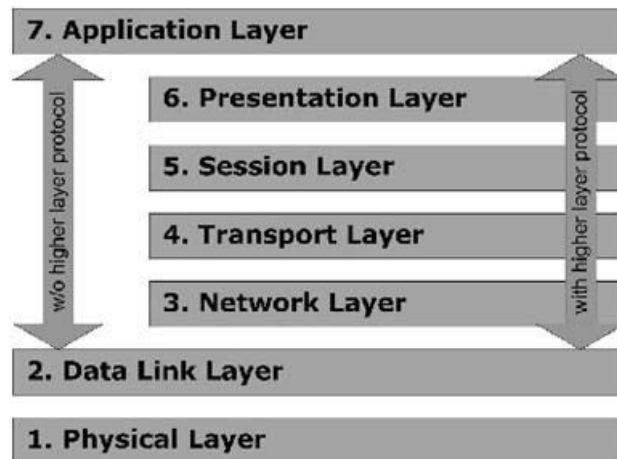 7. Application Layer
6. Presentation Layer
5. Session Layer
4. Transport Layer
3. Network Layer
2. Data Link Layer
1. Physical Layer
w/o higher layer protocol
with higher layer protocol